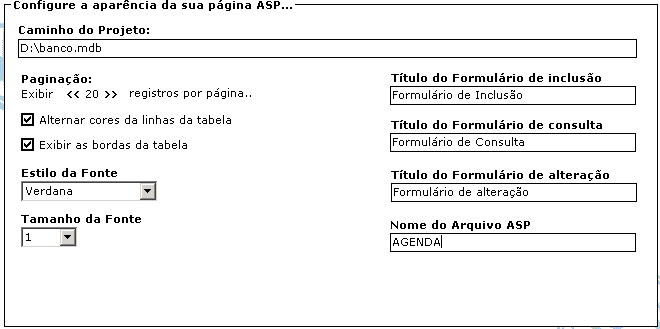 Configure a aparência da sua página ASP...
Caminho do Projeto:
D:\banco.mdb
Paginação:
Exibir << 20 >> registros por página..
Alternar cores da linhas da tabela
Exibir as bordas da tabela
Estilo da Fonte
Verdana
Tamanho da Fonte
1
Título do Formulário de inclusão
Formulário de Inclusão
Título do Formulário de consulta
Formulário de Consulta
Título do Formulário de alteração
Formulário de alteração
Nome do Arquivo ASP
AGENDA